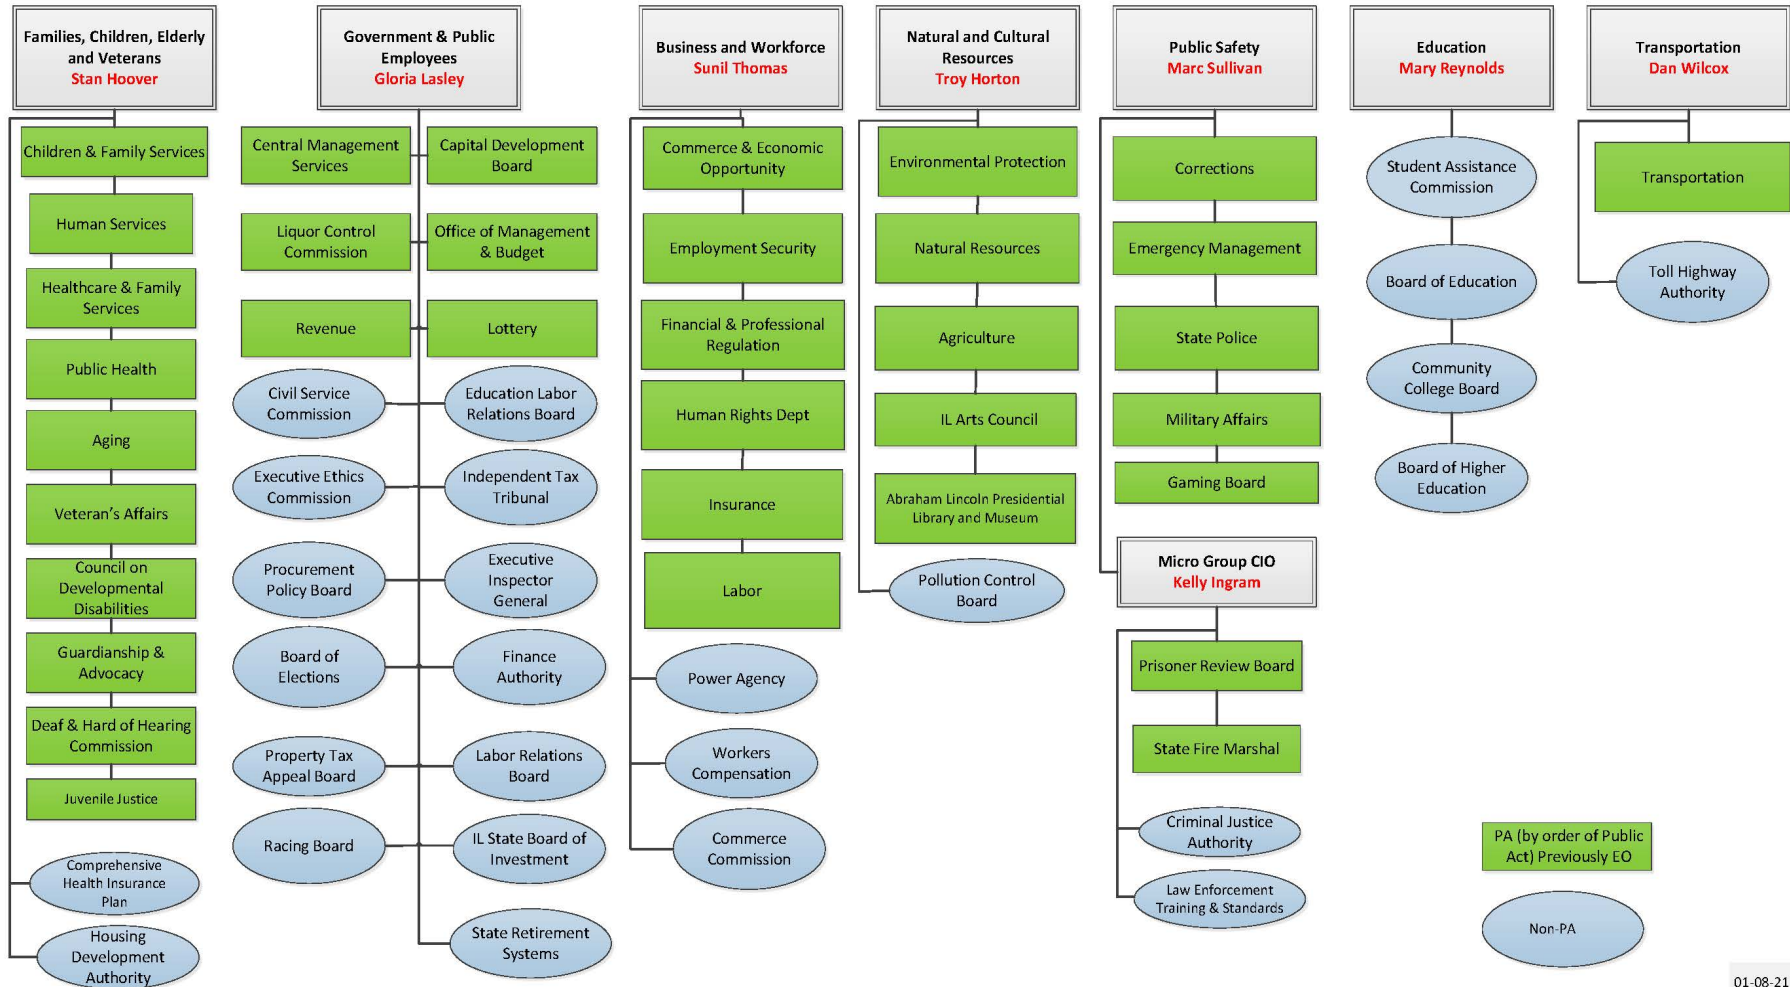 Families, Children, Elderly
and Veterans
Stan Hoover
Children & Family Services
Human Services
Healthcare & Family
Services
Public Health
Aging
Veteran's Affairs
Council on
Developmental
Disabilities
Guardianship &
Advocacy
Deaf & Hard of Hearing
Commission
Juvenile Justice
Comprehensive
Health Insurance
Plan
Housing
Development
Authority
Government & Public
Employees
Gloria Lasley
Central Management
Services
Capital Development
Board
Liquor Control
Commission
Office of Management
& Budget
Revenue
Lottery
Civil Service
Commission
Education Labor
Relations Board
Executive Ethics
Commission
Independent Tax
Tribunal
Procurement
Policy Board
Executive
Inspector
General
Board of
Elections
Finance
Authority
Property Tax
Appeal Board
Labor Relations
Board
Racing Board
IL State Board of
Investment
State Retirement
Systems
Business and Workforce
Sunil Thomas
Commerce & Economic
Opportunity
Employment Security
Financial & Professional
Regulation
Human Rights Dept
Insurance
Labor
Power Agency
Workers
Compensation
Commerce
Commission
Natural and Cultural
Resources
Troy Horton
Environmental Protection
Natural Resources
Agriculture
IL Arts Council
Abraham Lincoln Presidential
Library and Museum
Pollution Control
Board
Public Safety
Marc Sullivan
Corrections
Emergency Management
State Police
Military Affairs
Gaming Board
Micro Group CIO
Kelly Ingram
Prisoner Review Board
State Fire Marshal
Criminal Justice
Authority
Law Enforcement
Training & Standards
Education
Mary Reynolds
Student Assistance
Commission
Board of Education
Community
College Board
Board of Higher
Education
Transportation
Dan Wilcox
Transportation
Toll Highway
Authority
PA (by order of Public
Act) Previously EO
Non-PA
01-08-21